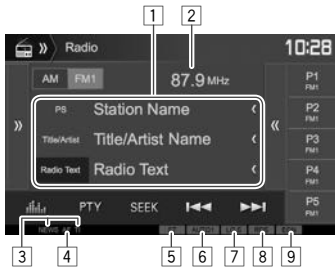 1
2
Radio
10:28
AM
FM1
87.9 MHz
P1
FM1
PS
Station Name
P2
FM1
Title/Artist
Title/Artist Name
P3
FM1
Radio Text
Radio Text
P4
FM1
PTY
SEEK
P5
FM1
NEWS
AF
TI
3
4
5
6
7
8
9